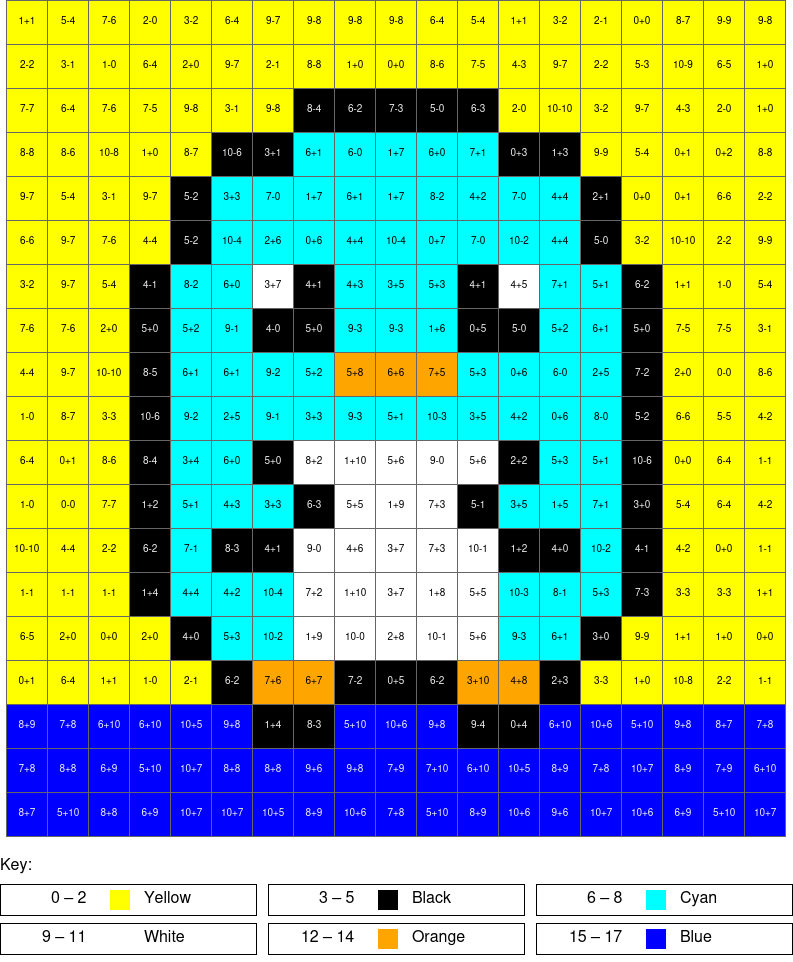 1+1 5-4 7-6 2-0 3-2 6-4 9-7 9-8 9-8 9-8 6-4 5-4 1+1 3-2 2-1 0+0 8-7 9-9 9-8
2-2 3-1 1-0 6-4 2+0 9-7 2-1 8-8 1+0 0+0 8-6 7-5 4-3 9-7 2-2 5-3 10-9 6-5 1+0
7-7 6-4 7-6 7-5 9-8 3-1 9-8 8-4 6-2 7-3 5-0 6-3 2-0 10-10 3-2 9-7 4-3 2-0 1+0
8-8 8-6 10-8 1+0 8-7 10-6 3+1 6+1 6-0 1+7 6+0 7+1 0+3 1+3 9-9 5-4 0+1 0+2 8-8
9-7 5-4 3-1 9-7 5-2 3+3 7-0 1+7 6+1 1+7 8-2 4+2 7-0 4+4 2+1 0+0 0+1 6-6 2-2
6-6 9-7 7-6 4-4 5-2 10-4 2+6 0+6 4+4 10-4 0+7 7-0 10-2 4+4 5-0 3-2 10-10 2-2 9-9
3-2 9-7 5-4 4-1 8-2 6+0 3+7 4+1 4+3 3+5 5+3 4+1 4+5 7+1 5+1 6-2 1+1 1-0 5-4
7-6 7-6 2+0 5+0 5+2 9-1 4-0 5+0 9-3 9-3 1+6 0+5 5-0 5+2 6+1 5+0 7-5 7-5 3-1
4-4 9-7 10-10 8-5 6+1 6+1 9-2 5+2 5+8 6+6 7+5 5+3 0+6 6-0 2+5 7-2 2+0 0-0 8-6
1-0 8-7 3-3 10-6 9-2 2+5 9-1 3+3 9-3 5+1 10-3 3+5 4+2 0+6 8-0 5-2 6-6 5-5 4-2
6-4 0+1 8-6 8-4 3+4 6+0 5+0 8+2 1+10 5+6 9-0 5+6 2+2 5+3 5+1 10-6 0+0 6-4 1-1
1-0 0-0 7-7 1+2 5+1 4+3 3+3 6-3 5+5 1+9 7+3 5-1 3+5 1+5 7+1 3+0 5-4 6-4 4-2
10-10 4-4 2-2 6-2 7-1 8-3 4+1 9-0 4+6 3+7 7+3 10-1 1+2 4+0 10-2 4-1 4-2 0+0 1-1
1-1 1-1 1-1 1+4 4+4 4+2 10-4 7+2 1+10 3+7 1+8 5+5 10-3 8-1 5+3 7-3 3-3 3-3 1+1
6-5 2+0 0+0 2+0 4+0 5+3 10-2 1+9 10-0 2+8 10-1 5+6 9-3 6+1 3+0 9-9 1+1 1+0 0+0
0+1 6-4 1+1 1-0 2-1 6-2 7+6 6+7 7-2 0+5 6-2 3+10 4+8 2+3 3-3 1+0 10-8 2-2 1-1
8+9 7+8 6+10 6+10 10+5 9+8 1+4 8-3 5+10 10+6 9+8 9-4 0+4 6+10 10+6 5+10 9+8 8+7 7+8
7+8 8+8 6+9 5+10 10+7 8+8 8+8 9+6 9+8 7+9 7+10 6+10 10+5 8+9 7+8 10+7 8+9 7+9 6+10
8+7 5+10 8+8 6+9 10+7 10+7 10+5 8+9 10+6 7+8 5+10 8+9 10+6 9+6 10+7 10+6 6+9 5+10 10+7
Key:
0 – 2 Yellow 3 – 5 Black 6 – 8 Cyan
9 – 11 White 12 – 14 Orange 15 – 17 Blue